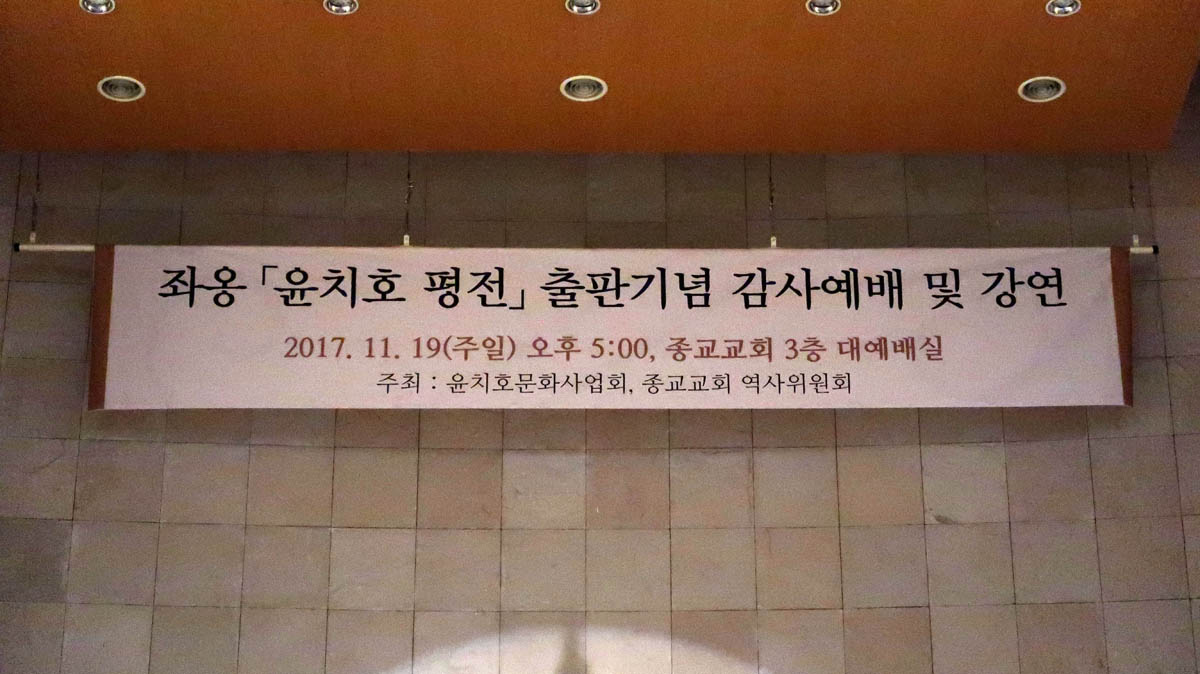 좌옹 「윤치호 평전」 출판기념 감사예배 및 강연
2017. 11. 19(주일) 오후 5:00, 종교교회 3층 대예배실
주최 : 윤치호문화사업회, 종교교회 역사위원회